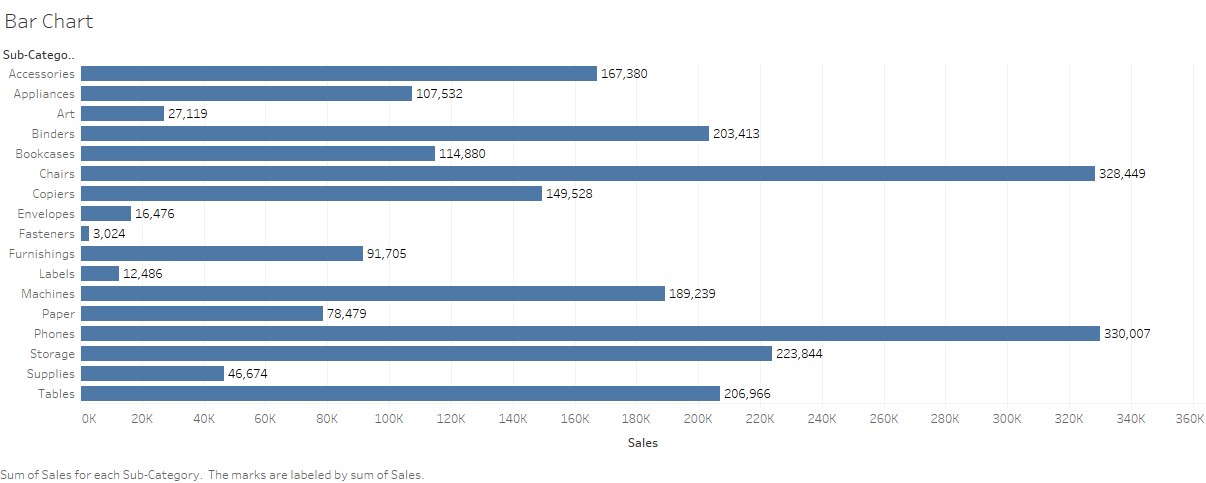 Bar Chart
Sub-Catego..
Accessories 167,380
Appliances 107,532
Art 27,119
Binders 203,413
Bookcases 114,880
Chairs 328,449
Copiers 149,528
Envelopes 16,476
Fasteners 3,024
Furnishings 91,705
Labels 12,486
Machines 189,239
Paper 78,479
Phones 330,007
Storage 223,844
Supplies 46,674
Tables 206,966
0K 20K 40K 60K 80K 100K 120K 140K 160K 180K 200K 220K 240K 260K 280K 300K 320K 340K 360K
Sales
Sum of Sales for each Sub-Category. The marks are labeled by sum of Sales.